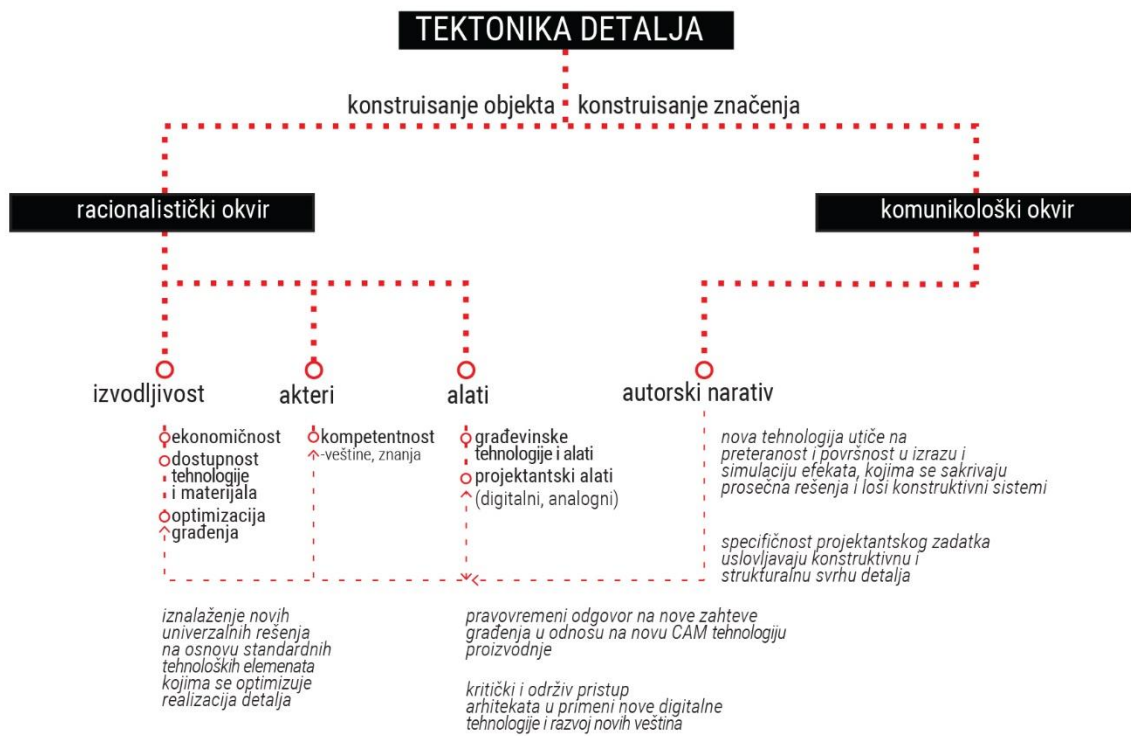 TEKTONIKA DETALJA
konstruisanje objekta
konstruisanje značenja
racionalistički okvir
komunikološki okvir
izvodljivost
ekonomičnost
dostupnost
tehnologije
i materijala
optimizacija
građenja
akteri
kompetentnost
-veštine, znanja
alati
građevinske
tehnologije i alati
projektantski alati
(digitalni, analogni)
autorski narativ
nova tehnologija utiče na
preteranost i površnost u izrazu i
simulaciju efekata, kojima se sakrivaju
prosečna rešenja i loši konstruktivni sistemi
specifičnost projektantskog zadatka
uslovljavaju konstruktivnu i
strukturalnu svrhu detalja
iznalaženje novih
univerzalnih rešenja
na osnovu standardnih
tehnoloških elemenata
kojima se optimizuje
realizacija detalja
pravovremeni odgovor na nove zahteve
građenja u odnosu na novu CAM tehnologiju
proizvodnje
kritički i održiv pristup
arhitekata u primeni nove digitalne
tehnologije i razvoj novih veština